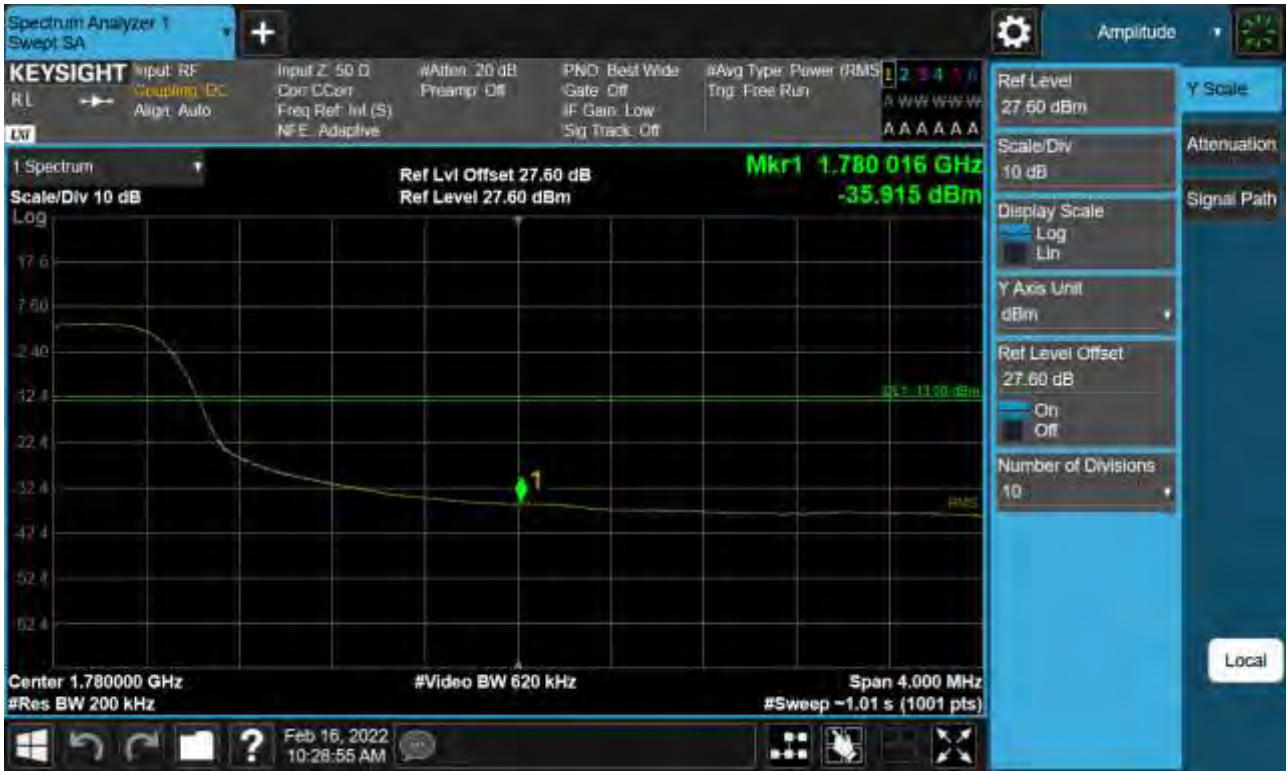 Spectrum Analyzer 1
Swept SA
Amplitude
KEYSIGHT
RL
LXI
Input: RF
Coupling: DC
Align: Auto
Input Z: 50 Ω
Corr CCorr
Freq Ref: Int (S)
NFE: Adaptive
#Atten: 20 dB
Preamp: Off
PNO: Best Wide
Gate: Off
IF Gain: Low
Sig Track: Off
#Avg Type: Power (RMS
Trig: Free Run
1 2 3 4 5 6
A W W W W W
A A A A A A
1 Spectrum
Scale/Div 10 dB
Log
Ref Lvl Offset 27.60 dB
Ref Level 27.60 dBm
Mkr1 1.780 016 GHz
-35.915 dBm
17.6
7.60
-2.40
-12.4
-22.4
-32.4
-42.4
-52.4
-62.4
DL1 -13.00 dBm
1
RMS
Center 1.780000 GHz
#Res BW 200 kHz
#Video BW 620 kHz
Span 4.000 MHz
#Sweep ~1.01 s (1001 pts)
Ref Level
27.60 dBm
Scale/Div
10 dB
Display Scale
Log
Lin
Y Axis Unit
dBm
Ref Level Offset
27.60 dB
On
Off
Number of Divisions
10
Y Scale
Attenuation
Signal Path
Local
?
Feb 16, 2022
10:28:55 AM